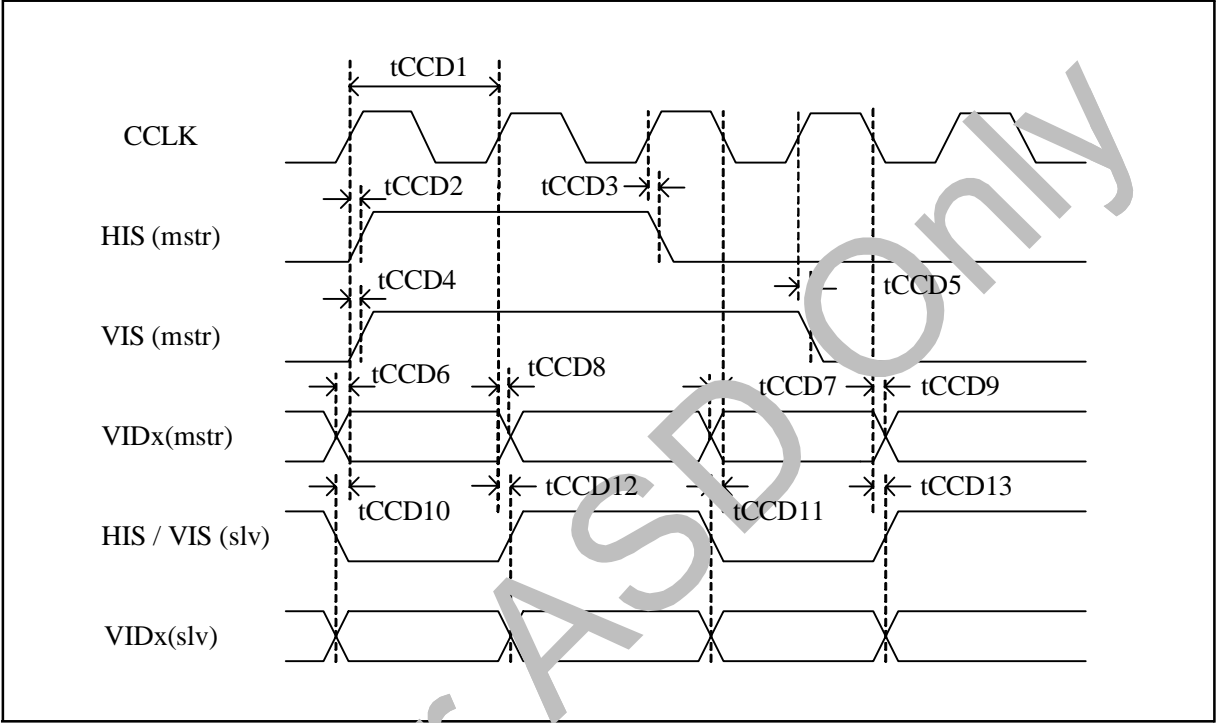 tCCD1
CCLK
tCCD2
tCCD3
HIS (mstr)
tCCD4
tCCD5
VIS (mstr)
tCCD6
tCCD8
tCCD7
tCCD9
VIDx(mstr)
tCCD10
tCCD12
tCCD11
tCCD13
HIS / VIS (slv)
VIDx(slv)
ASD Only